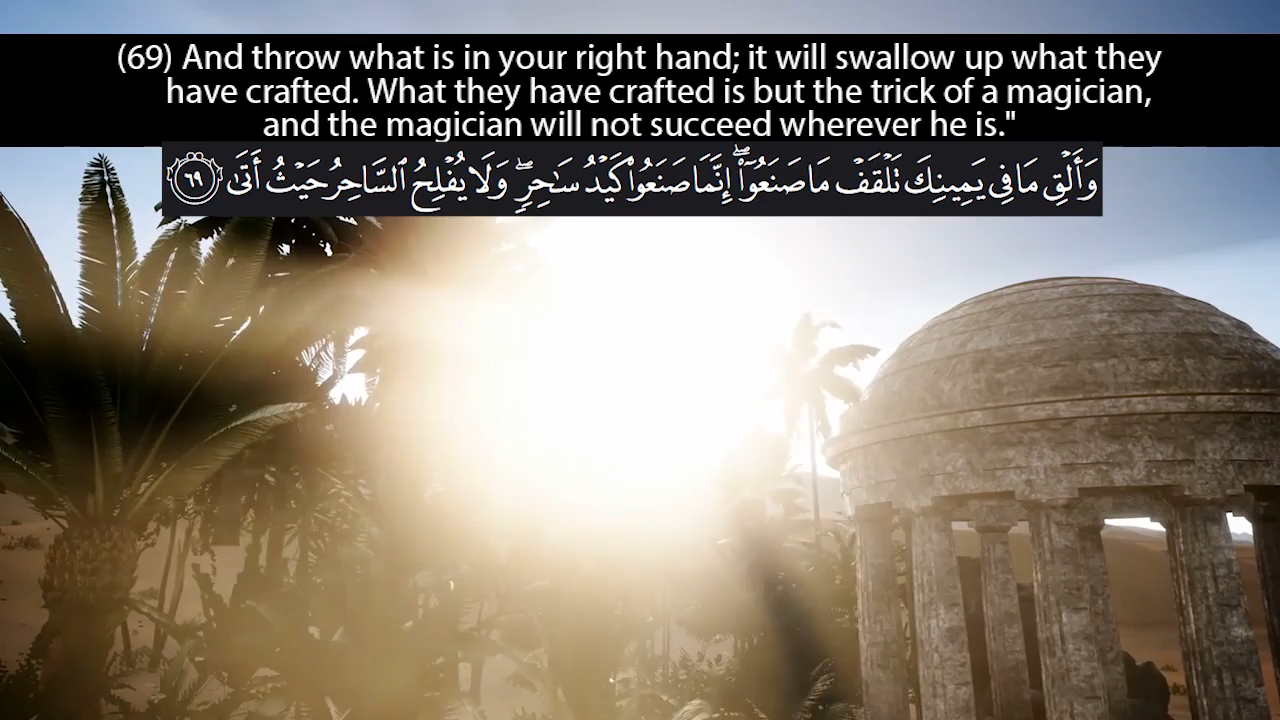 (69) And throw what is in your right hand; it will swallow up what they
have crafted. What they have crafted is but the trick of a magician,
and the magician will not succeed wherever he is."
وَأَلْقِ مَا فِى يَمِينِكَ تَلْقَفْ مَا صَنَعُوٓا۟ ۖ إِنَّمَا صَنَعُوا۟ كَيْدُ سَٰحِرٍۢ ۖ وَلَا يُفْلِحُ ٱلسَّاحِرُ حَيْثُ أَتَىٰ ٦٩